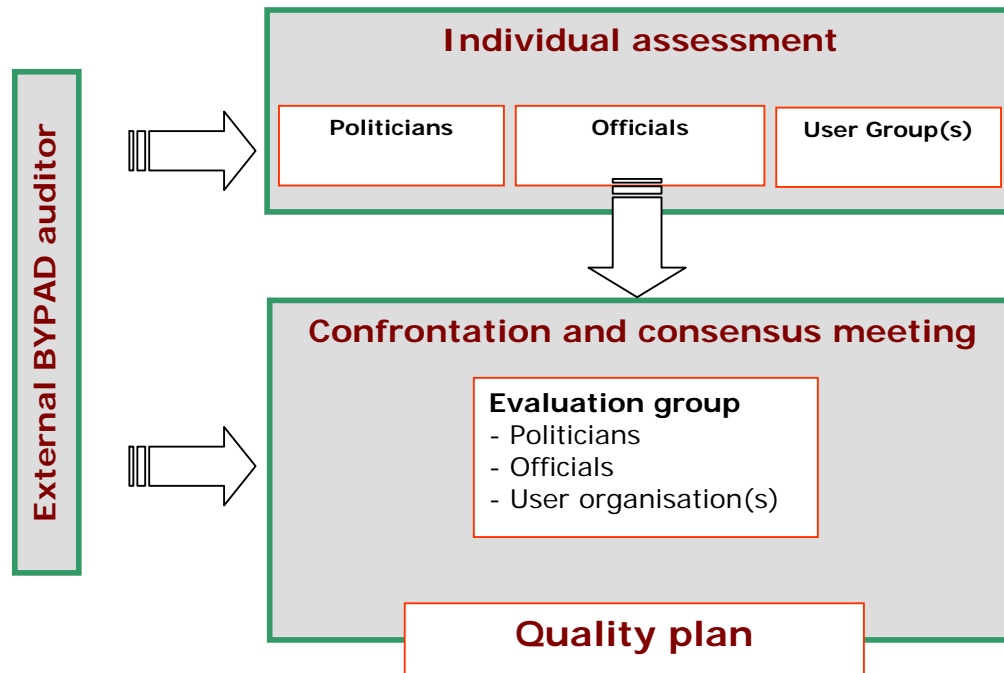 External BYPAD auditor
Individual assessment
Politicians
Officials
User Group(s)
Confrontation and consensus meeting
Evaluation group
- Politicians
- Officials
- User organisation(s)
Quality plan